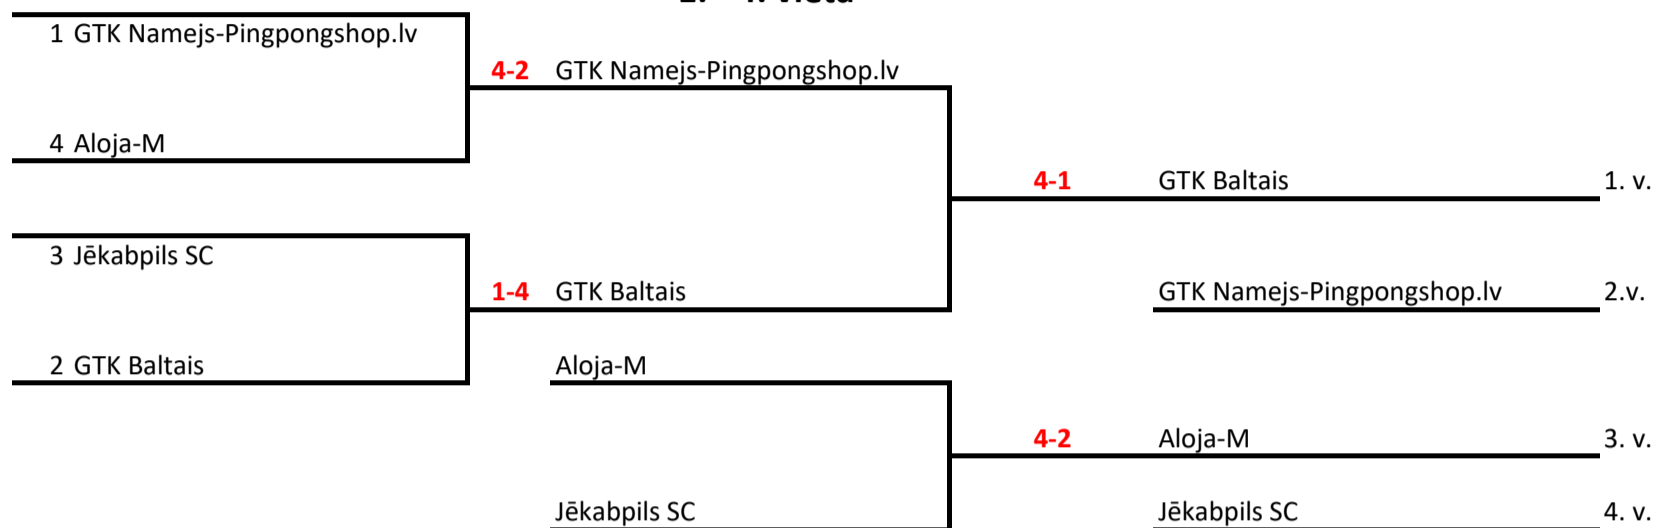 1 GTK Namejs-Pingpongshop.lv
4-2 GTK Namejs-Pingpongshop.lv
4 Aloja-M
4-1 GTK Baltais 1. v.
3 Jēkabpils SC
1-4 GTK Baltais
GTK Namejs-Pingpongshop.lv 2.v.
2 GTK Baltais
Aloja-M
4-2 Aloja-M 3. v.
Jēkabpils SC
Jēkabpils SC 4. v.